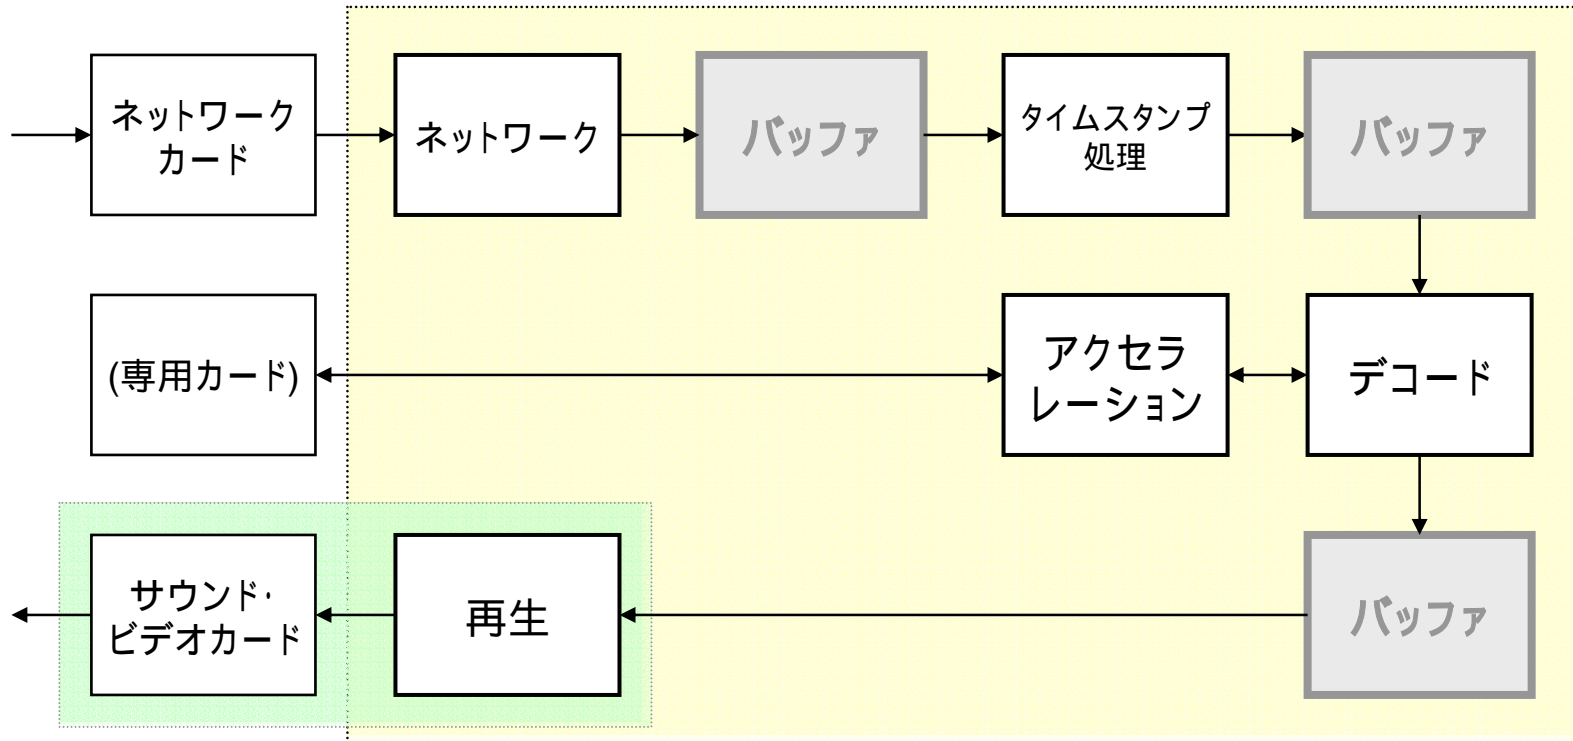 ネットワーク
カード
ネットワーク
バッファ
タイムスタンプ
処理
バッファ
(専用カード)
アクセラ
レーション
デコード
サウンド・
ビデオカード
再生
バッファ